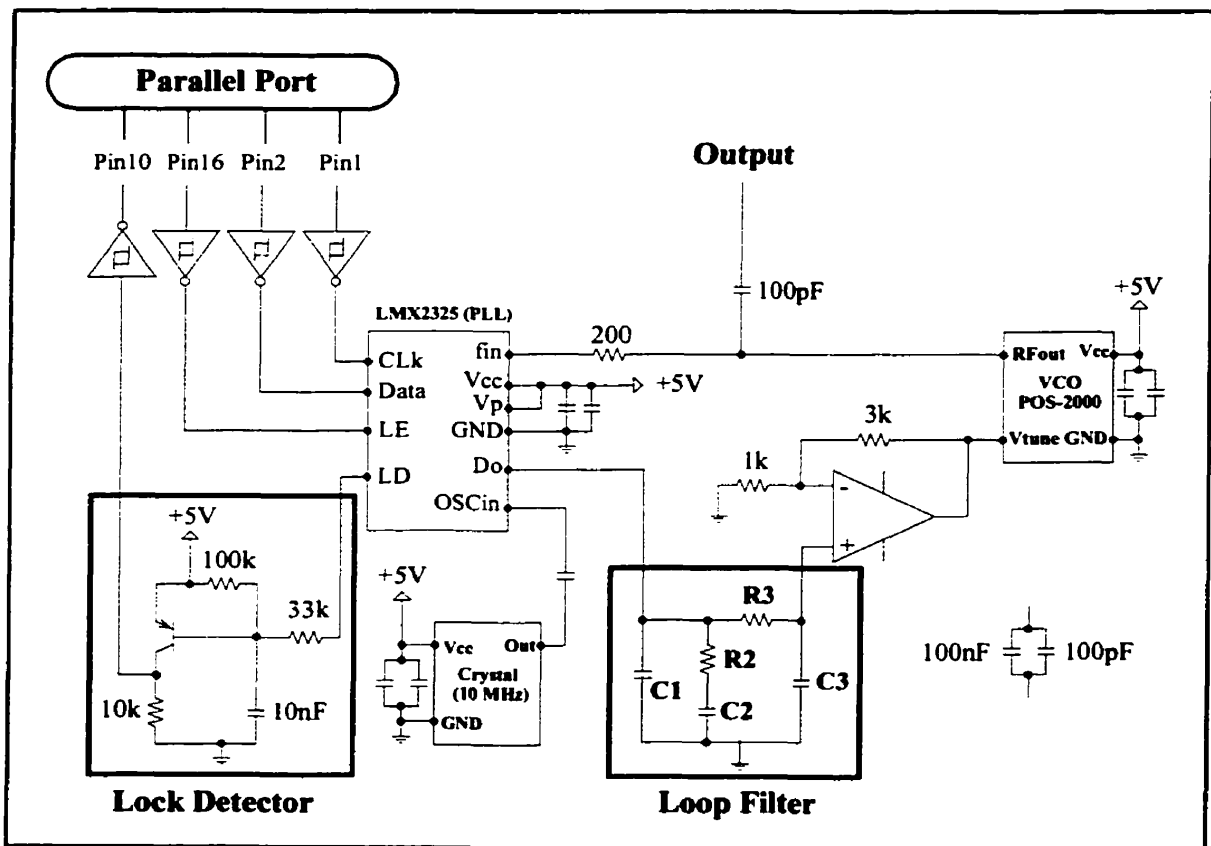 Parallel Port
Pin10 Pin16 Pin2 Pin1
Output
100pF
+5V
LMX2325 (PLL)
CLk
Data
LE
LD
fin
Vcc
Vp
GND
Do
OSCin
200
+5V
RFout Vcc
VCO
POS-2000
Vtune GND
3k
1k
-
+
+5V
100k
33k
10k
10nF
Lock Detector
+5V
Vcc Out
Crystal
(10 MHz)
GND
R3
R2
C1
C2
C3
Loop Filter
100nF 100pF